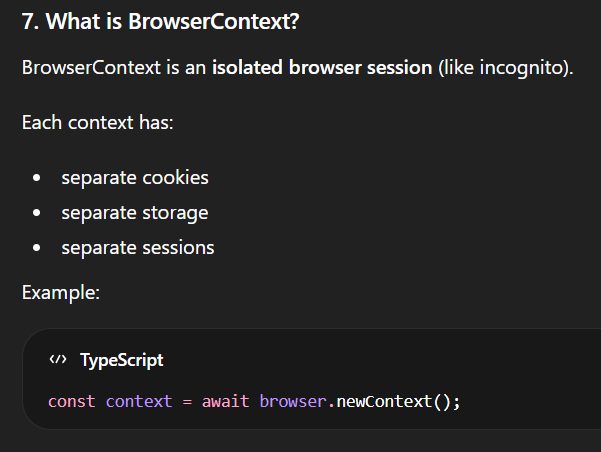 7. What is BrowserContext?
BrowserContext is an isolated browser session (like incognito).
Each context has:
• separate cookies
• separate storage
• separate sessions
Example:
</> TypeScript
const context = await browser.newContext();